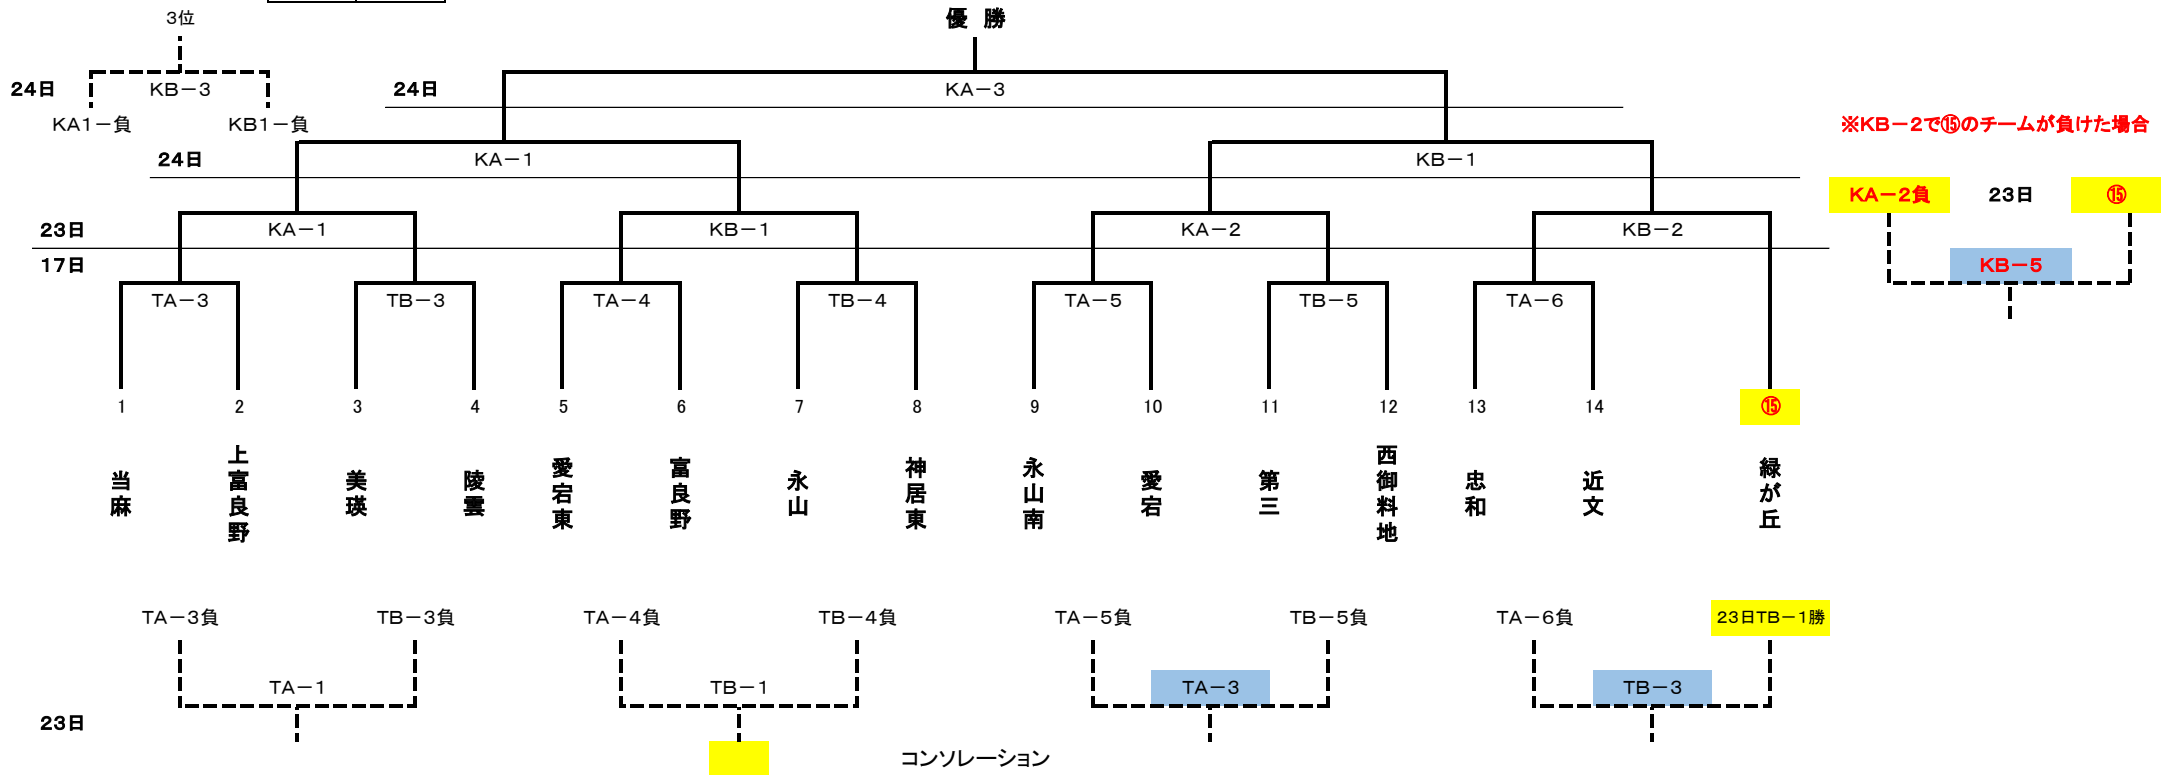 3位
優 勝
24日 KB－3 24日 KA－3
KA1－負 KB1－負
※KB－2で⑮のチームが負けた場合
24日 KA－1 KB－1
KA－2負 23日 ⑮
23日 KA－1 KB－1 KA－2 KB－2
17日
KB－5
TA－3 TB－3 TA－4 TB－4 TA－5 TB－5 TA－6
1 2 3 4 5 6 7 8 9 10 11 12 13 14 ⑮
当麻
上富良野
美瑛
陵雲
愛宕東
富良野
永山
神居東
永山南
愛宕
第三
西御料地
忠和
近文
緑が丘
TA－3負 TB－3負 TA－4負 TB－4負 TA－5負 TB－5負 TA－6負 23日TB－1勝
TA－1 TB－1 TA－3 TB－3
23日
コンソレーション